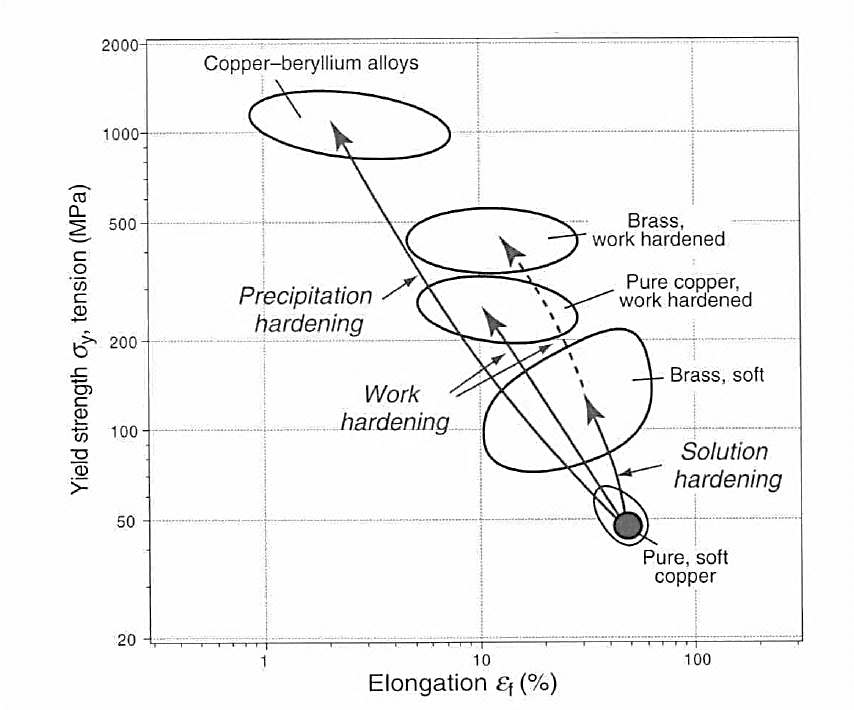 2000
Copper–beryllium alloys
1000
500
Brass,
work hardened
Pure copper,
work hardened
Precipitation
hardening
200
Brass, soft
Work
hardening
100
Solution
hardening
50
Pure, soft
copper
20
1
10
100
Yield strength σy, tension (MPa)
Elongation εf (%)